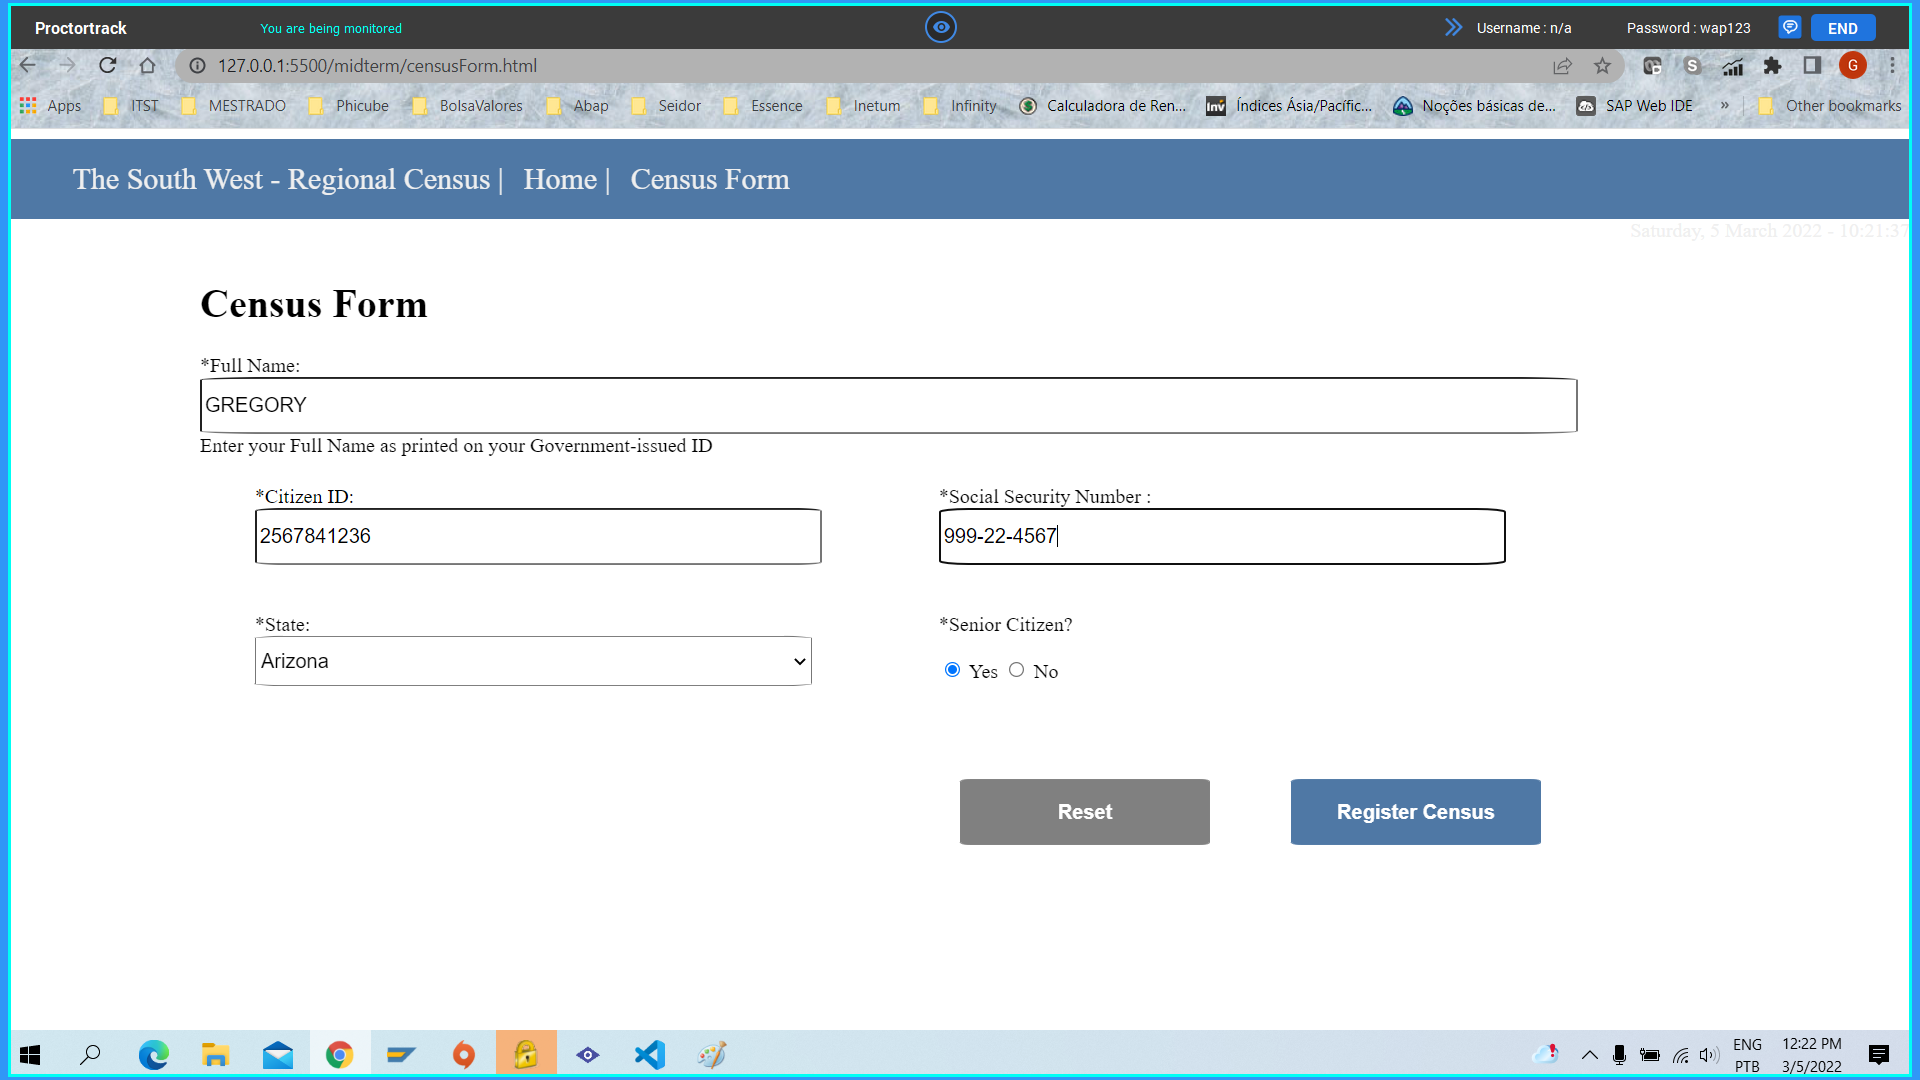 Proctortrack You are being monitored Username : n/a Password : wap123 END
127.0.0.1:5500/midterm/censusForm.html G
Apps ITST MESTRADO Phicube BolsaValores Abap Seidor Essence Inetum Infinity Calculadora de Ren... Índices Ásia/Pacífic... Noções básicas de... SAP Web IDE » Other bookmarks
The South West - Regional Census | Home | Census Form
Saturday, 5 March 2022 - 10:21:37
Census Form
*Full Name:
GREGORY
Enter your Full Name as printed on your Government-issued ID
*Citizen ID: *Social Security Number :
2567841236 999-22-4567
*State: *Senior Citizen?
Arizona
Yes No
Reset Register Census
ENG 12:22 PM
PTB 3/5/2022